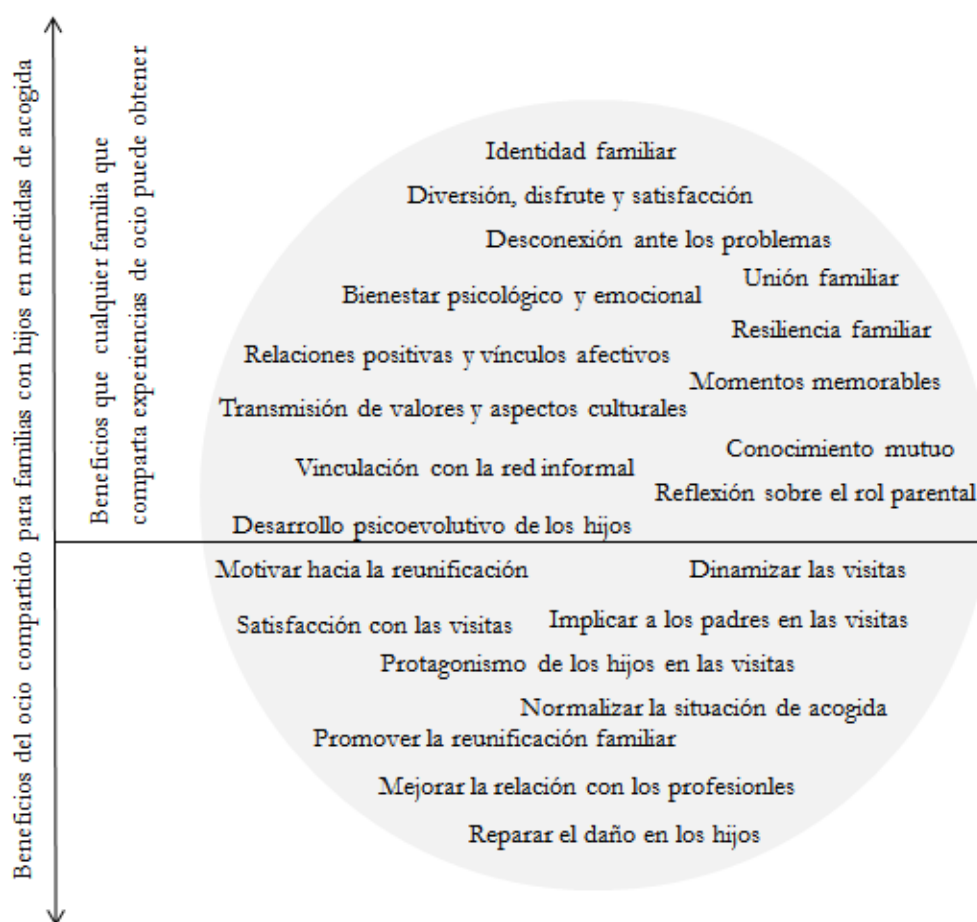 Beneficios del ocio compartido para familias con hijos en medidas de acogida
Beneficios que cualquier familia que
comparta experiencias de ocio puede obtener
Identidad familiar
Diversión, disfrute y satisfacción
Desconexión ante los problemas
Unión familiar
Bienestar psicológico y emocional
Resiliencia familiar
Relaciones positivas y vínculos afectivos
Momentos memorables
Transmisión de valores y aspectos culturales
Conocimiento mutuo
Vinculación con la red informal
Reflexión sobre el rol parental
Desarrollo psicoevolutivo de los hijos
Motivar hacia la reunificación
Dinamizar las visitas
Satisfacción con las visitas
Implicar a los padres en las visitas
Protagonismo de los hijos en las visitas
Normalizar la situación de acogida
Promover la reunificación familiar
Mejorar la relación con los profesionles
Reparar el daño en los hijos